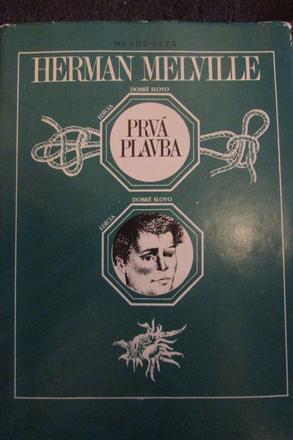 MLADÉ LETÁ
HERMAN MELVILLE
EDÍCIA
DOBRÉ SLOVO
PRVÁ
PLAVBA
EDÍCIA
DOBRÉ SLOVO